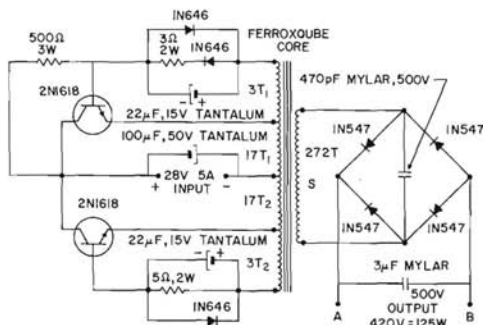 1N646
FERROXQUBE
CORE
500Ω
3W
3Ω
2W
1N646
470pF MYLAR, 500V
- +
3T₁
2N1618
22μF, 15V TANTALUM
100μF, 50V TANTALUM
1N547
1N547
17T₁
272T
+ 28V 5A -
INPUT
S
17T₂
2N1618
1N547
1N547
22μF, 15V TANTALUM
- +
3T₂
3μF MYLAR
5Ω, 2W
500V
1N646
A
OUTPUT
B
420V=125W